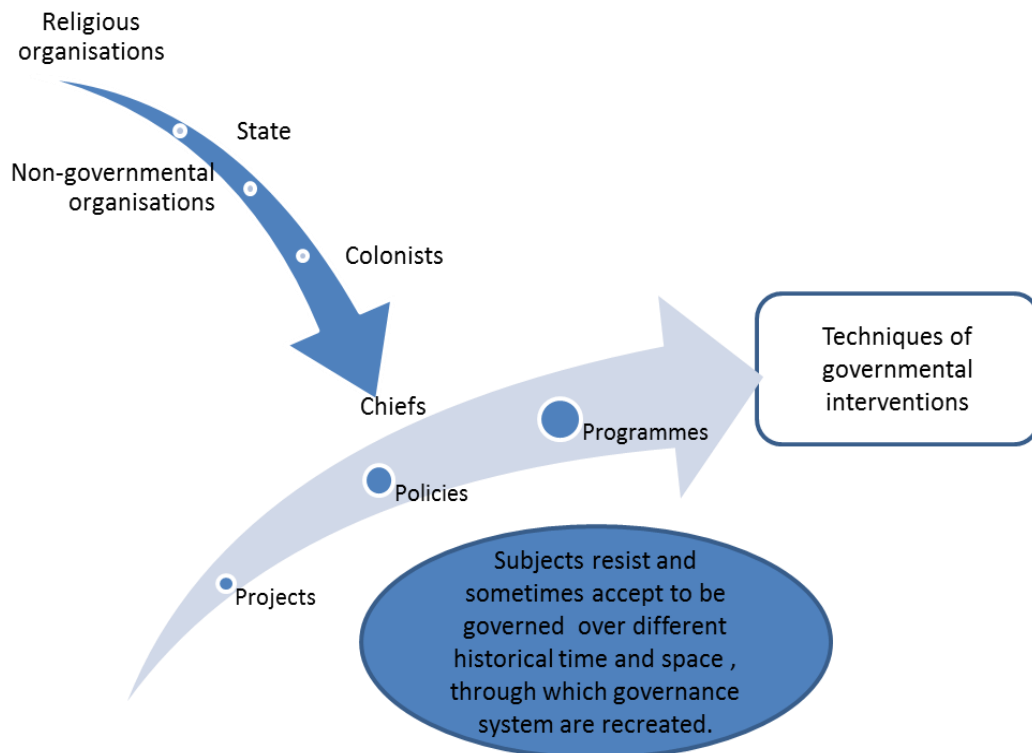 Religious
organisations
State
Non-governmental
organisations
Colonists
Chiefs
Programmes
Policies
Projects
Techniques of
governmental
interventions
Subjects resist and
sometimes accept to be
governed over different
historical time and space ,
through which governance
system are recreated.